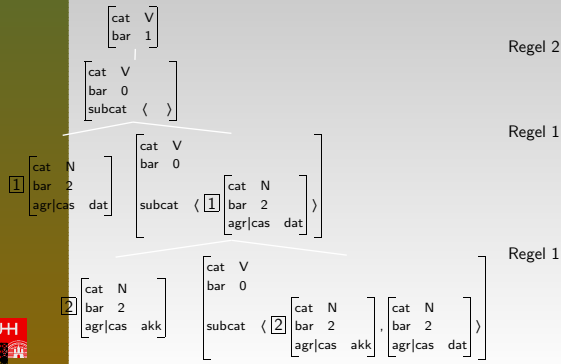 cat V
bar 1
Regel 2
cat V
bar 0
subcat ⟨ ⟩
Regel 1
1 cat N
bar 2
agr|cas dat
cat V
bar 0
subcat ⟨ 1 cat N
bar 2
agr|cas dat ⟩
Regel 1
2 cat N
bar 2
agr|cas akk
cat V
bar 0
subcat ⟨ 2 cat N
bar 2
agr|cas akk , cat N
bar 2
agr|cas dat ⟩